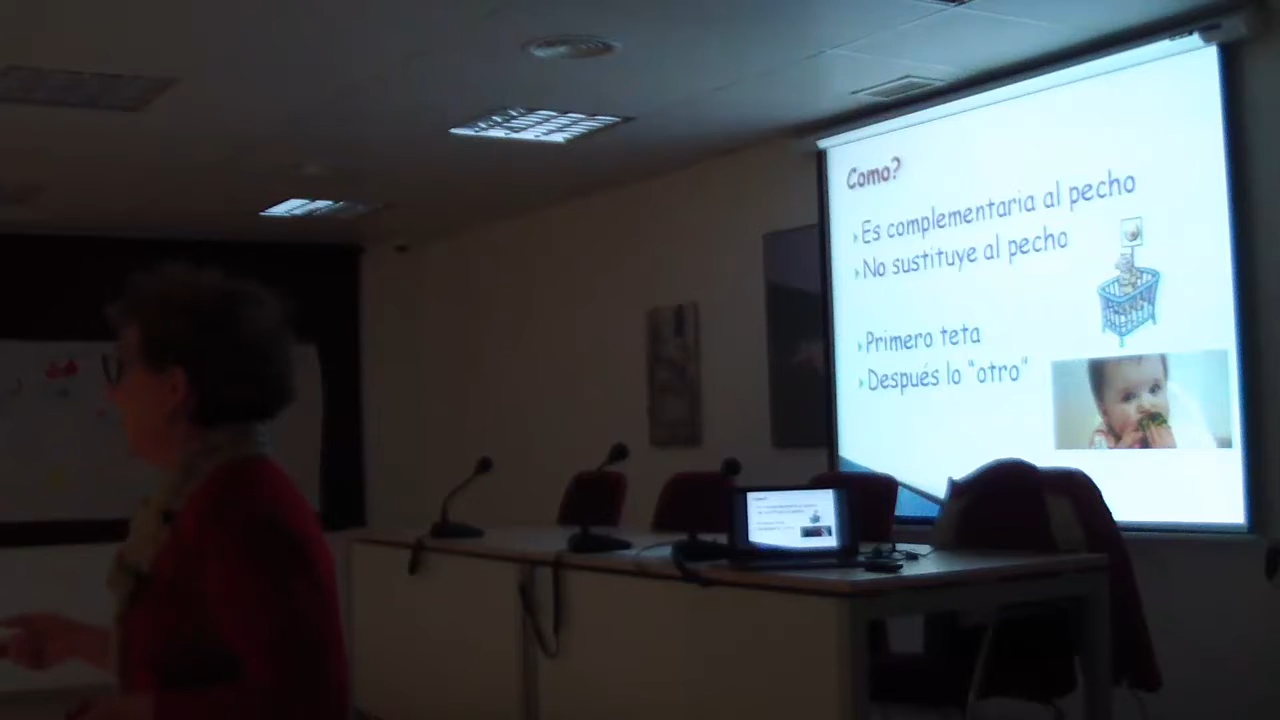 Como?
Es complementaria al pecho
No sustituye al pecho
Primero teta
Después lo "otro"